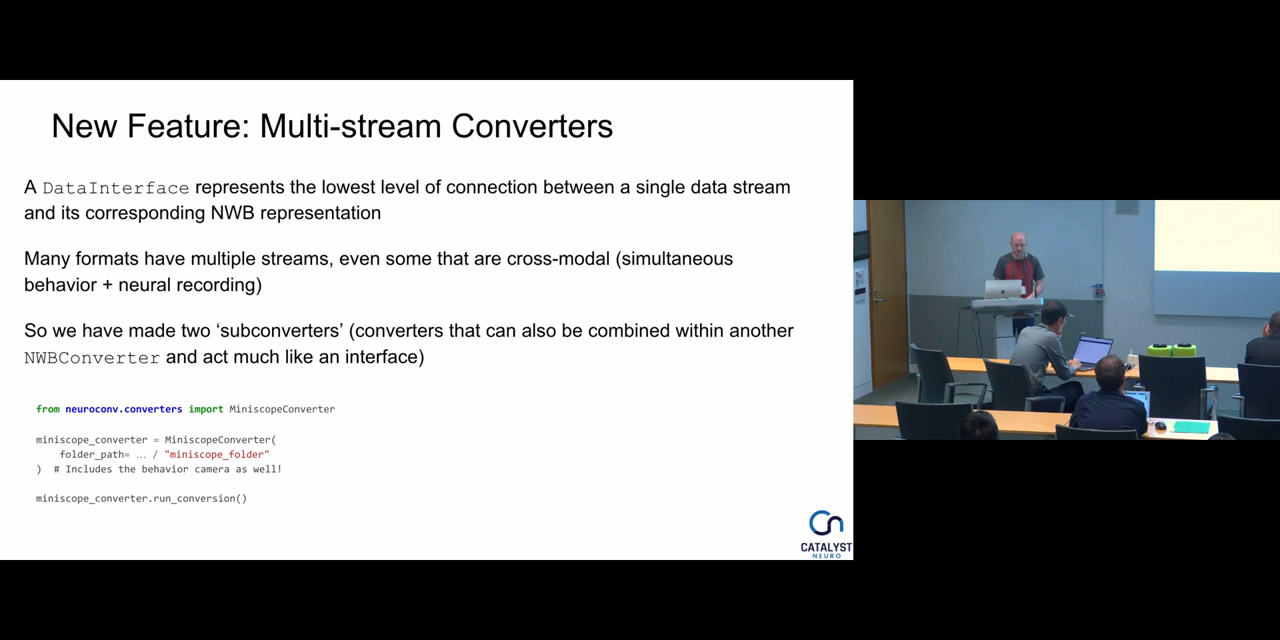 New Feature: Multi-stream Converters
A DataInterface represents the lowest level of connection between a single data stream
and its corresponding NWB representation
Many formats have multiple streams, even some that are cross-modal (simultaneous
behavior + neural recording)
So we have made two ‘subconverters’ (converters that can also be combined within another
NWBConverter and act much like an interface)
from neuroconv.converters import MiniscopeConverter
miniscope_converter = MiniscopeConverter(
folder_path= … / "miniscope_folder"
) # Includes the behavior camera as well!
miniscope_converter.run_conversion()
CATALYST
NEURO